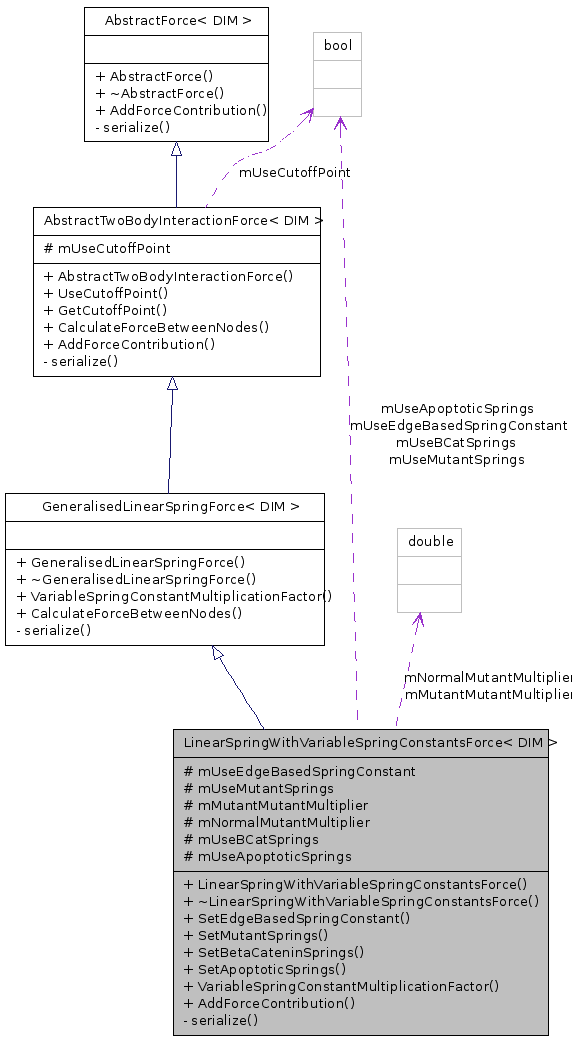 AbstractForce< DIM >
+ AbstractForce()
+ ~AbstractForce()
+ AddForceContribution()
- serialize()
bool
mUseCutoffPoint
AbstractTwoBodyInteractionForce< DIM >
# mUseCutoffPoint
+ AbstractTwoBodyInteractionForce()
+ UseCutoffPoint()
+ GetCutoffPoint()
+ CalculateForceBetweenNodes()
+ AddForceContribution()
- serialize()
mUseApoptoticSprings
mUseEdgeBasedSpringConstant
mUseBCatSprings
mUseMutantSprings
GeneralisedLinearSpringForce< DIM >
+ GeneralisedLinearSpringForce()
+ ~GeneralisedLinearSpringForce()
+ VariableSpringConstantMultiplicationFactor()
+ CalculateForceBetweenNodes()
- serialize()
double
mNormalMutantMultiplier
mMutantMutantMultiplier
LinearSpringWithVariableSpringConstantsForce< DIM >
# mUseEdgeBasedSpringConstant
# mUseMutantSprings
# mMutantMutantMultiplier
# mNormalMutantMultiplier
# mUseBCatSprings
# mUseApoptoticSprings
+ LinearSpringWithVariableSpringConstantsForce()
+ ~LinearSpringWithVariableSpringConstantsForce()
+ SetEdgeBasedSpringConstant()
+ SetMutantSprings()
+ SetBetaCateninSprings()
+ SetApoptoticSprings()
+ VariableSpringConstantMultiplicationFactor()
+ AddForceContribution()
- serialize()